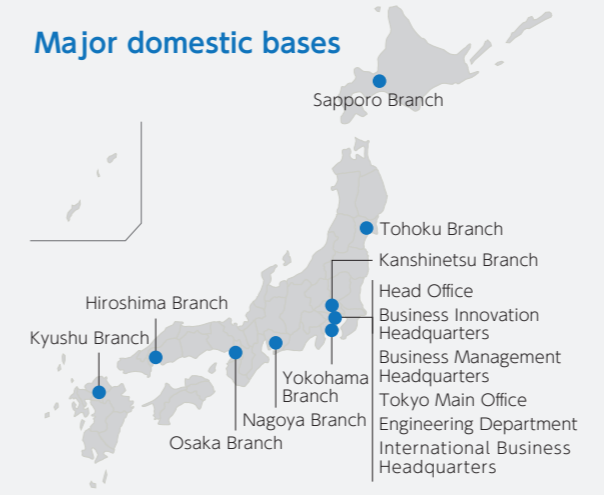 Major domestic bases
Sapporo Branch
Tohoku Branch
Kanshinetsu Branch
Head Office
Business Innovation
Headquarters
Business Management
Headquarters
Tokyo Main Office
Engineering Department
International Business
Headquarters
Hiroshima Branch
Kyushu Branch
Yokohama
Branch
Nagoya Branch
Osaka Branch